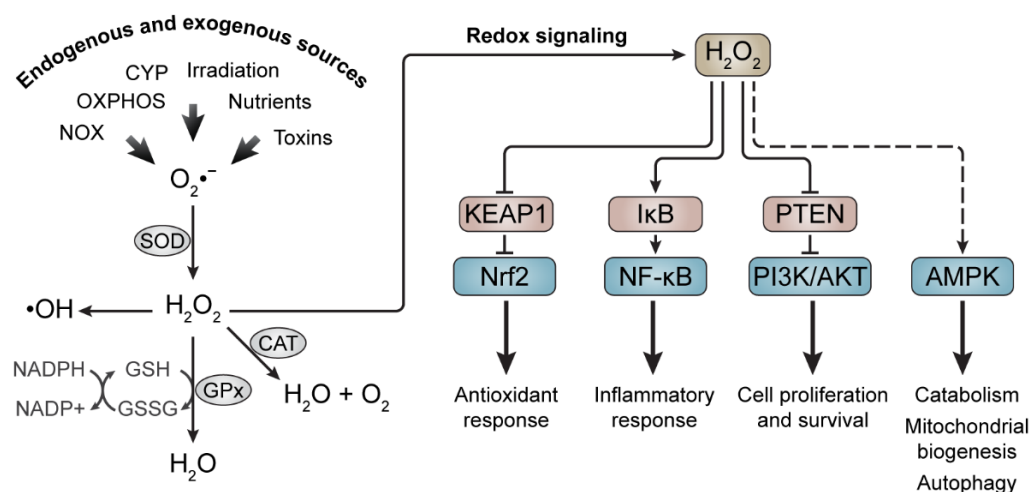 Endogenous and exogenous sources
CYP
Irradiation
OXPHOS
Nutrients
NOX
Toxins
O₂•⁻
SOD
•OH
H₂O₂
CAT
NADPH
GSH
GPx
NADP+
GSSG
H₂O + O₂
H₂O
Redox signaling
H₂O₂
KEAP1
IκB
PTEN
Nrf2
NF-κB
PI3K/AKT
AMPK
Antioxidant
response
Inflammatory
response
Cell proliferation
and survival
Catabolism
Mitochondrial
biogenesis
Autophagy